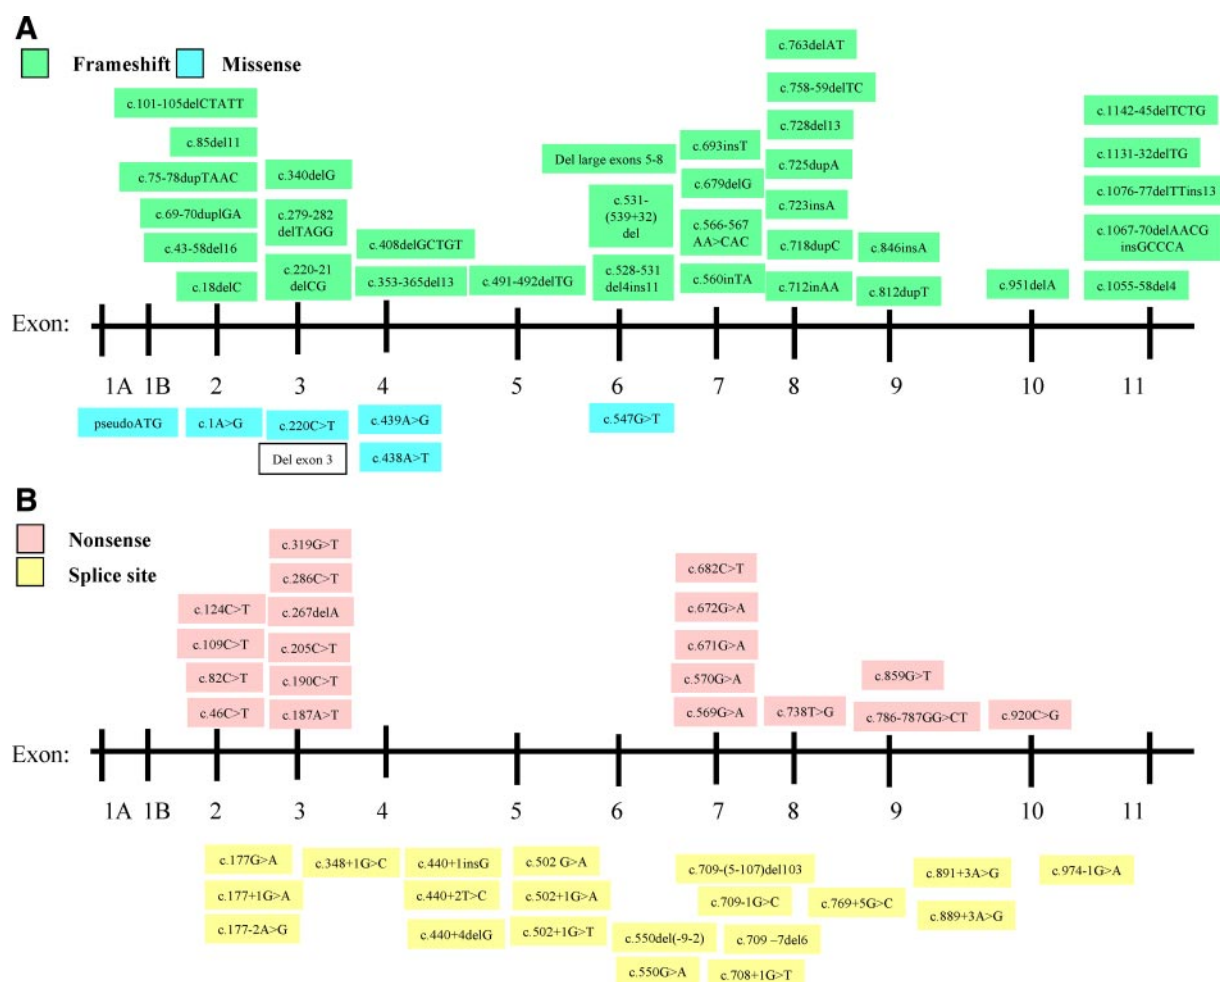 A
Frameshift Missense
c.763delAT
c.101-105delCTATT
c.758-59delTC
c.1142-45delTCTG
c.85del11
c.728del13
c.693insT
c.1131-32delTG
Del large exons 5-8
c.725dupA
c.75-78dupTAAC
c.340delG
c.679delG
c.1076-77delTTins13
c.69-70duplGA
c.279-282
delTAGG
c.531-
(539+32)
del
c.723insA
c.566-567
AA>CAC
c.1067-70delAACG
insGCCCA
c.43-58del16
c.408delGCTGT
c.718dupC
c.846insA
c.18delC
c.220-21
delCG
c.353-365del13
c.491-492delTG
c.528-531
del4ins11
c.560inTA
c.712inAA
c.812dupT
c.951delA
c.1055-58del4
Exon:
1A 1B 2 3 4 5 6 7 8 9 10 11
pseudoATG c.1A>G c.220C>T c.439A>G c.547G>T
Del exon 3 c.438A>T
B
Nonsense
Splice site
c.319G>T
c.286C>T c.682C>T
c.124C>T c.267delA c.672G>A
c.109C>T c.205C>T c.671G>A
c.82C>T c.190C>T c.570G>A c.859G>T
c.46C>T c.187A>T c.569G>A c.738T>G c.786-787GG>CT c.920C>G
Exon:
1A 1B 2 3 4 5 6 7 8 9 10 11
c.177G>A c.348+1G>C c.440+1insG c.502 G>A c.709-(5-107)del103 c.891+3A>G c.974-1G>A
c.177+1G>A c.440+2T>C c.502+1G>A c.709-1G>C c.769+5G>C
c.177-2A>G c.440+4delG c.502+1G>T c.889+3A>G
c.550del(-9-2) c.709 –7del6
c.550G>A c.708+1G>T